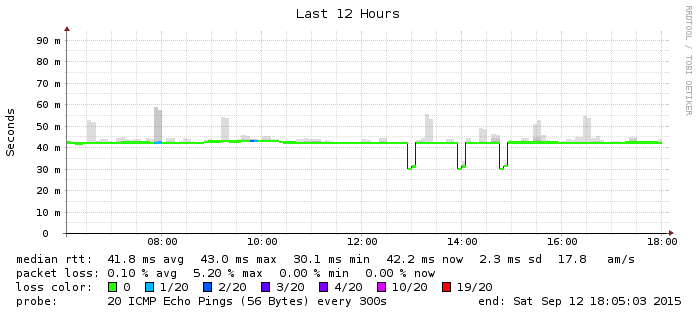 Last 12 Hours
RRDTOOL / TOBI OETIKER
Seconds
90 m
80 m
70 m
60 m
50 m
40 m
30 m
20 m
10 m
0
08:00 10:00 12:00 14:00 16:00 18:00
median rtt: 41.8 ms avg 43.0 ms max 30.1 ms min 42.2 ms now 2.3 ms sd 17.8 am/s
packet loss: 0.10 % avg 5.20 % max 0.00 % min 0.00 % now
loss color: 0 1/20 2/20 3/20 4/20 10/20 19/20
probe: 20 ICMP Echo Pings (56 Bytes) every 300s end: Sat Sep 12 18:05:03 2015